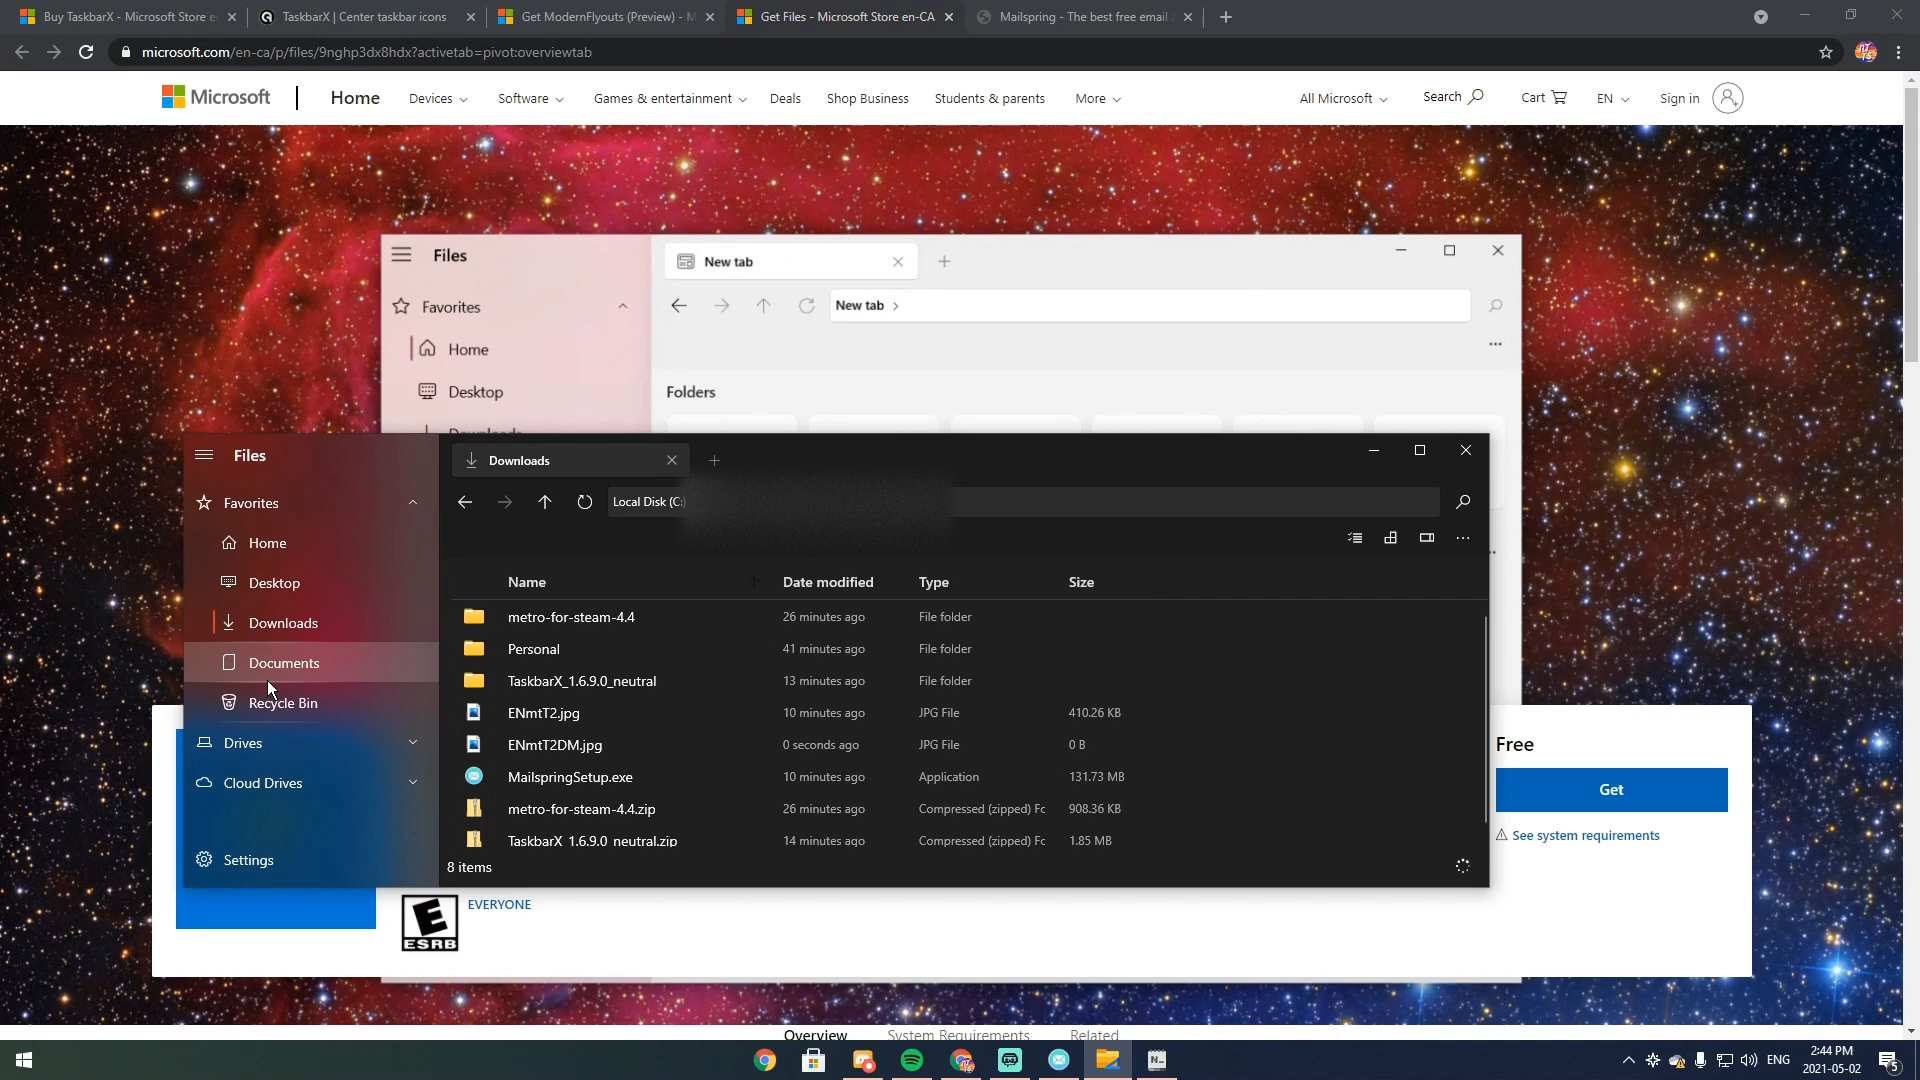 Buy TaskbarX - Microsoft Store e
TaskbarX | Center taskbar icons
Get ModernFlyouts (Preview) - M
Get Files - Microsoft Store en-CA
Mailspring - The best free email
microsoft.com/en-ca/p/files/9nghp3dx8hdx?activetab=pivot:overviewtab
Microsoft
Home
Devices
Software
Games & entertainment
Deals
Shop Business
Students & parents
More
All Microsoft
Search
Cart
EN
Sign in
Files
New tab
Favorites
New tab
Home
Desktop
Folders
Downloads
Files
Downloads
Favorites
Local Disk (C:)
Home
Desktop
Name
Date modified
Type
Size
Downloads
metro-for-steam-4.4
26 minutes ago
File folder
Documents
Personal
41 minutes ago
File folder
TaskbarX_1.6.9.0_neutral
13 minutes ago
File folder
Recycle Bin
ENmtT2.jpg
10 minutes ago
JPG File
410.26 KB
Drives
ENmtT2DM.jpg
0 seconds ago
JPG File
0 B
Cloud Drives
MailspringSetup.exe
10 minutes ago
Application
131.73 MB
metro-for-steam-4.4.zip
26 minutes ago
Compressed (zipped) Fc
908.36 KB
TaskbarX_1.6.9.0_neutral.zip
14 minutes ago
Compressed (zipped) Fc
1.85 MB
Settings
8 items
Free
Get
See system requirements
E
ESRB
EVERYONE
Overview
System Requirements
Related
N_
ENG
2:44 PM
2021-05-02
5